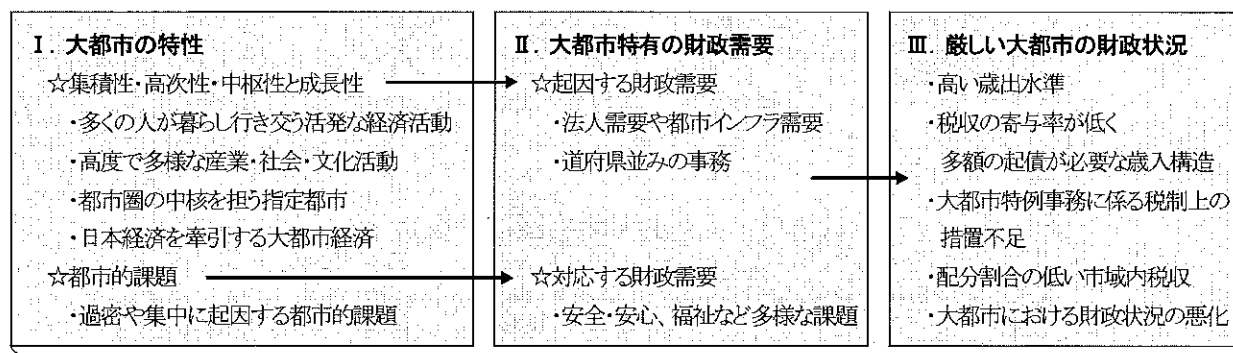 Ⅰ. 大都市の特性
☆集積性・高次性・中枢性と成長性
・多くの人が暮らし行き交う活発な経済活動
・高度で多様な産業・社会・文化活動
・都市圏の中核を担う指定都市
・日本経済を牽引する大都市経済
☆都市的課題
・過密や集中に起因する都市的課題
Ⅱ. 大都市特有の財政需要
☆起因する財政需要
・法人需要や都市インフラ需要
・道府県並みの事務
☆対応する財政需要
・安全・安心、福祉など多様な課題
Ⅲ. 厳しい大都市の財政状況
・高い歳出水準
・税収の寄与率が低く
多額の起債が必要な歳入構造
・大都市特例事務に係る税制上の
措置不足
・配分割合の低い市域内税収
・大都市における財政状況の悪化